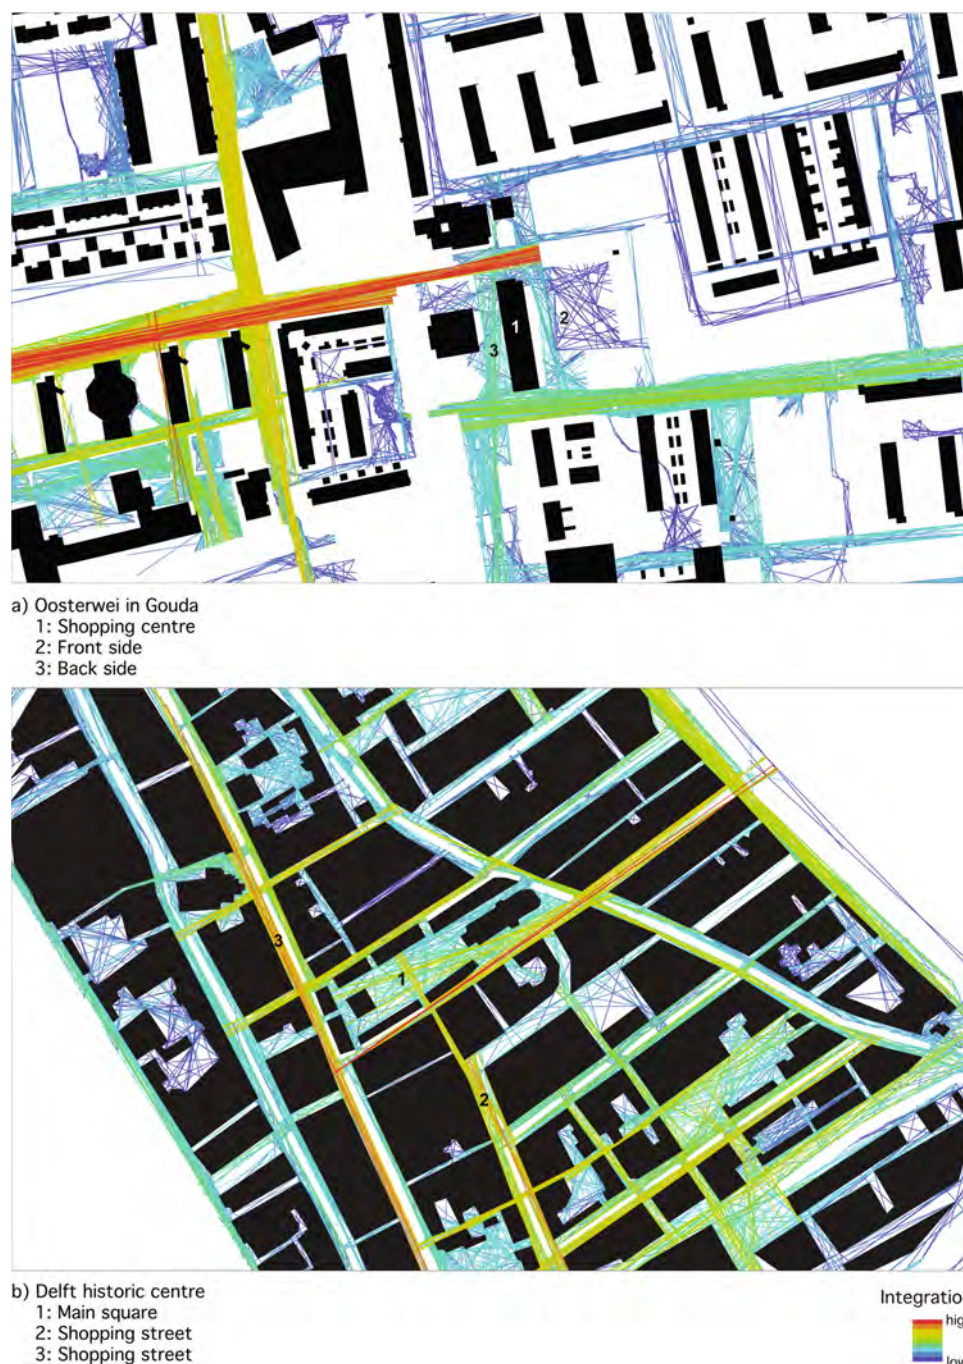 1
2
3
a) Oosterwei in Gouda
1: Shopping centre
2: Front side
3: Back side
3
1
2
b) Delft historic centre
1: Main square
2: Shopping street
3: Shopping street
Integratio
hig
low